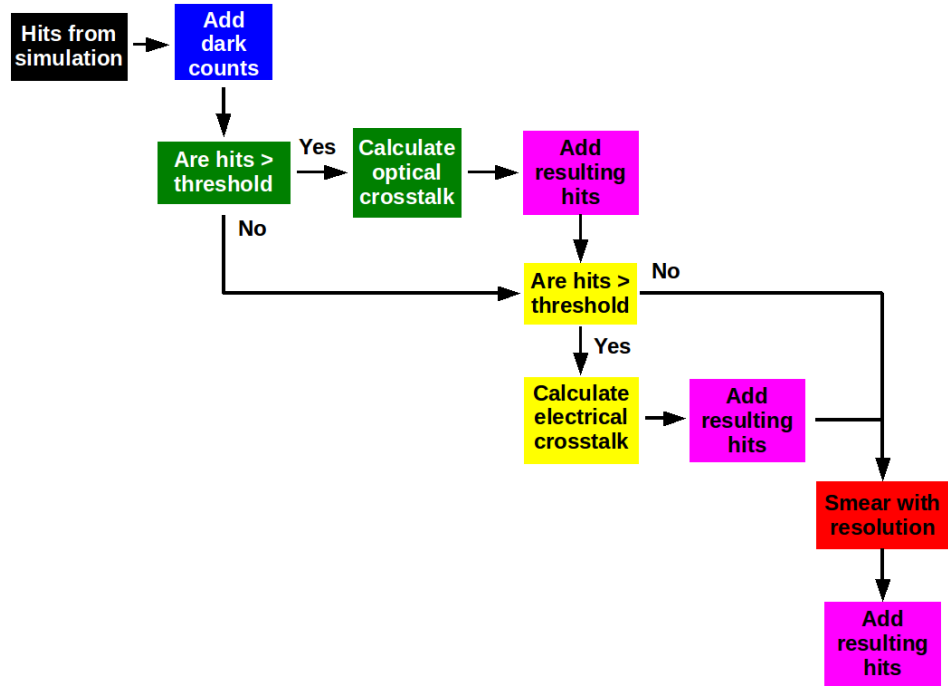 Hits from
simulation
Add
dark
counts
Are hits >
threshold
Yes
No
Calculate
optical
crosstalk
Add
resulting
hits
Are hits >
threshold
No
Yes
Calculate
electrical
crosstalk
Add
resulting
hits
Smear with
resolution
Add
resulting
hits